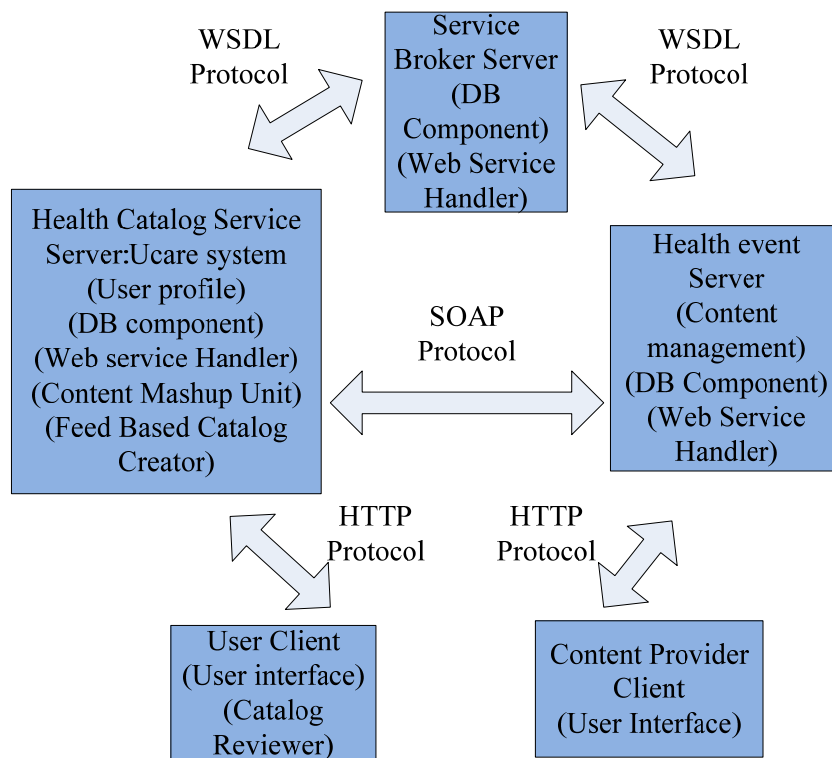 WSDL
Protocol
Service
Broker Server
(DB
Component)
(Web Service
Handler)
WSDL
Protocol
Health Catalog Service
Server:Ucare system
(User profile)
(DB component)
(Web service Handler)
(Content Mashup Unit)
(Feed Based Catalog
Creator)
SOAP
Protocol
Health event
Server
(Content
management)
(DB Component)
(Web Service
Handler)
HTTP
Protocol
HTTP
Protocol
User Client
(User interface)
(Catalog
Reviewer)
Content Provider
Client
(User Interface)